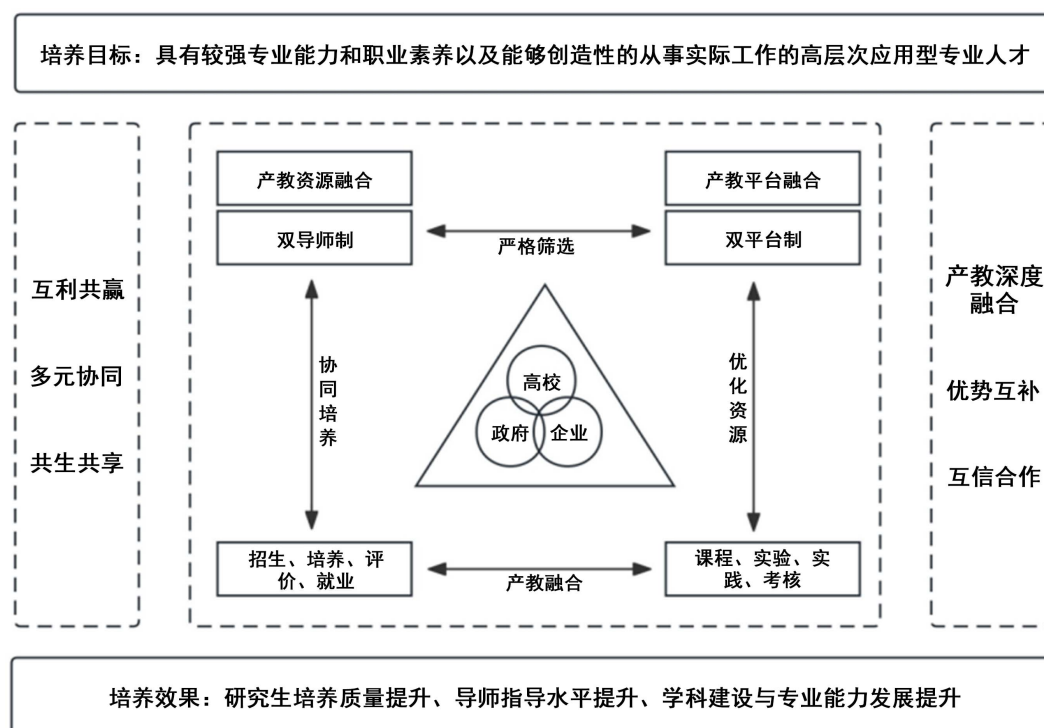 培养目标：具有较强专业能力和职业素养以及能够创造性的从事实际工作的高层次应用型专业人才
互利共赢
多元协同
共生共享
产教资源融合
双导师制
严格筛选
产教平台融合
双平台制
协同培养
高校
政府
企业
优化资源
招生、培养、评
价、就业
产教融合
课程、实验、实
践、考核
产教深度
融合
优势互补
互信合作
培养效果：研究生培养质量提升、导师指导水平提升、学科建设与专业能力发展提升